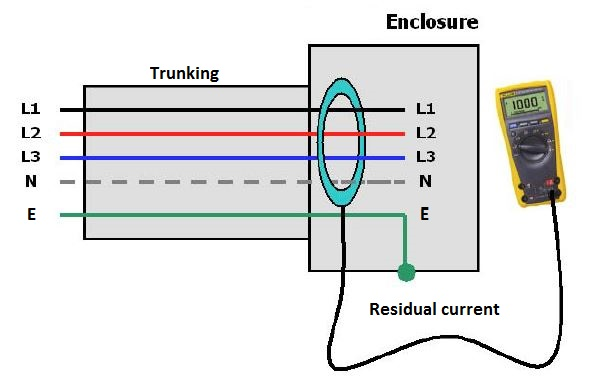 Enclosure
Trunking
L1 L1
L2 L2
L3 L3
N N
E E
1000
Residual current